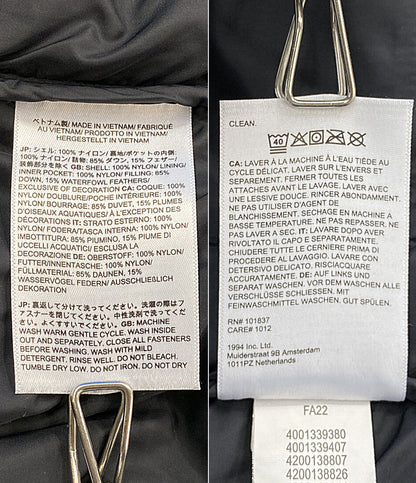 ベトナム製/ MADE IN VIETNAM/ FABRIQUÉ
AU VIETNAM/ PRODOTTO IN VIETNAM/
HERGESTELLT IN VIETNAM
JP: シェル: 100% ナイロン/ 裏地/ポケットの内側:
100% ナイロン/ 詰物: 85% ダウン, 15% フェザー/
装飾部分を除く GB: SHELL: 100% NYLON/ LINING/
INNER POCKET: 100% NYLON/ FILLING: 85%
DOWN, 15% WATERFOWL FEATHERS/
EXCLUSIVE OF DECORATION CA: COQUE: 100%
NYLON/ DOUBLURE/POCHE INTÉRIEURE: 100%
NYLON/ BOURRAGE: 85% DUVET, 15% PLUMES
D'OISEAUX AQUATIQUES/ À L'EXCEPTION DES
DÉCORATIONS IT: STRATO ESTERNO: 100%
NYLON/ FODERA/TASCA INTERNA: 100% NYLON/
IMBOTTITURA: 85% PIUMINO, 15% PIUME DI
UCCELLI ACQUATICI/ ESCLUSA LA
DECORAZIONE DE: OBERSTOFF: 100% NYLON/
FUTTER/INNENTASCHE: 100% NYLON/
FÜLLMATERIAL: 85% DAUNEN, 15%
WASSERVÖGEL FEDERN/ AUSSCHLIEẞLICH
DEKORATION
JP: 裏返して分けて洗ってください。洗濯の際はフ
ァスナーを閉じてください。中性洗剤で洗ってくだ
さい。よくすすいでください。 GB: MACHINE
WASH WARM GENTLE CYCLE. WASH INSIDE
OUT AND SEPARATELY. CLOSE ALL FASTENERS
BEFORE WASHING. WASH WITH MILD
DETERGENT. RINSE WELL. DO NOT BLEACH.
TUMBLE DRY LOW. DO NOT IRON. DO NOT DRY
CLEAN.
40
CA: LAVER À LA MACHINE À L'EAU TIÈDE AU
CYCLE DÉLICAT. LAVER SUR L'ENVERS ET
SÉPARÉMENT. FERMER TOUTES LES
ATTACHES AVANT LE LAVAGE. LAVER AVEC
UNE LESSIVE DOUCE. RINCER ABONDAMMENT.
NE PAS UTILISER D'AGENT DE
BLANCHISSEMENT. SÉCHAGE EN MACHINE À
BASSE TEMPÉRATURE. NE PAS REPASSER. NE
PAS LAVER A SEC. IT: LAVARE DOPO AVER
RIVOLTATO IL CAPO E SEPARATAMENTE.
CHIUDERE TUTTE LE CERNIERE PRIMA DI
PROCEDERE AL LAVAGGIO. LAVARE CON
DETERSIVO DELICATO. RISCIACQUARE
ACCURATAMENTE. DE: AUF LINKS UND
SEPARAT WASCHEN. VOR DEM WASCHEN ALLE
VERSCHLÜSSE SCHLIESSEN. MIT
FEINWASCHMITTEL WASCHEN. GUT SPÜLEN.
RN# 101837
CARE# 1012
1994 Inc. Ltd.
Muiderstraat 9B Amsterdam
1011PZ Netherlands
FA22
4001339380
4001339407
4200138807
4200138826